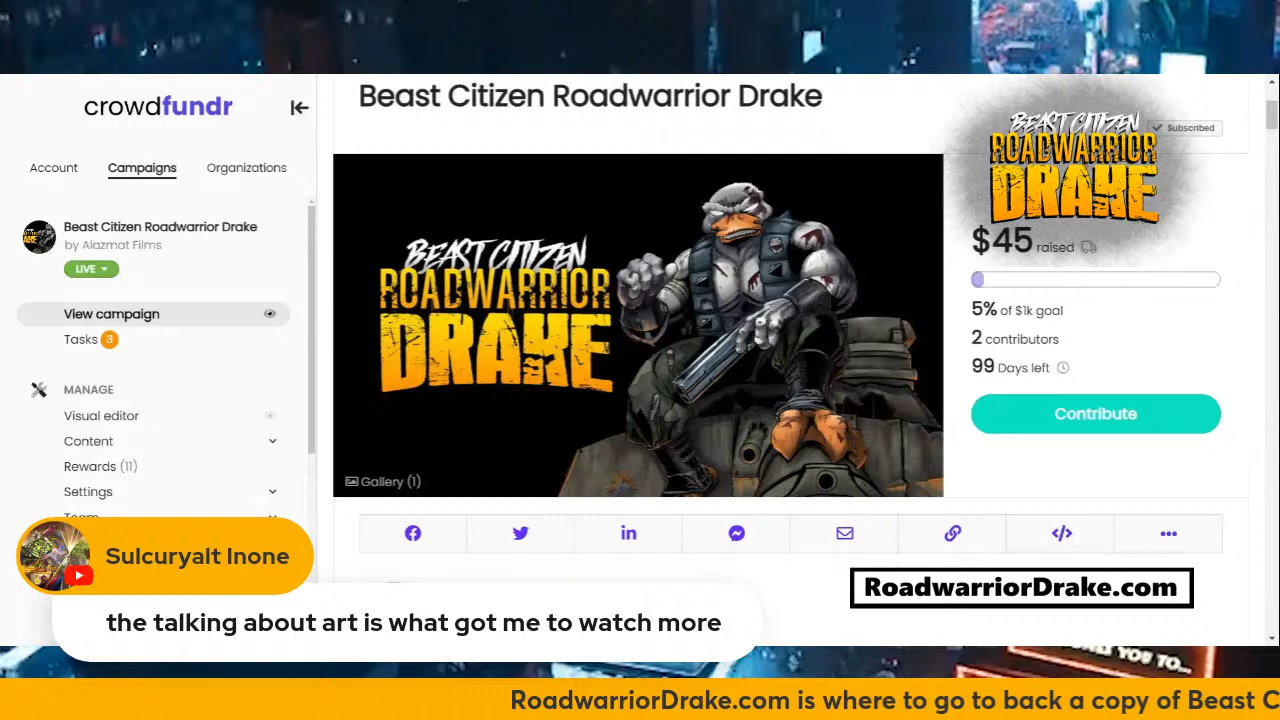 crowdfundr
Account
Campaigns
Organizations
Beast Citizen Roadwarrior Drake
by Alazmat Films
LIVE
View campaign
Tasks 3
MANAGE
Visual editor
Content
Rewards (11)
Settings
Team
Beast Citizen Roadwarrior Drake
BEAST CITIZEN
ROADWARRIOR
DRAKE
Gallery (1)
BEAST CITIZEN
ROADWARRIOR
DRAKE
Subscribed
$45 raised
5% of $1k goal
2 contributors
99 Days left
Contribute
RoadwarriorDrake.com
Sulcuryalt Inone
the talking about art is what got me to watch more
YOU TO...
RoadwarriorDrake.com is where to go to back a copy of Beast C